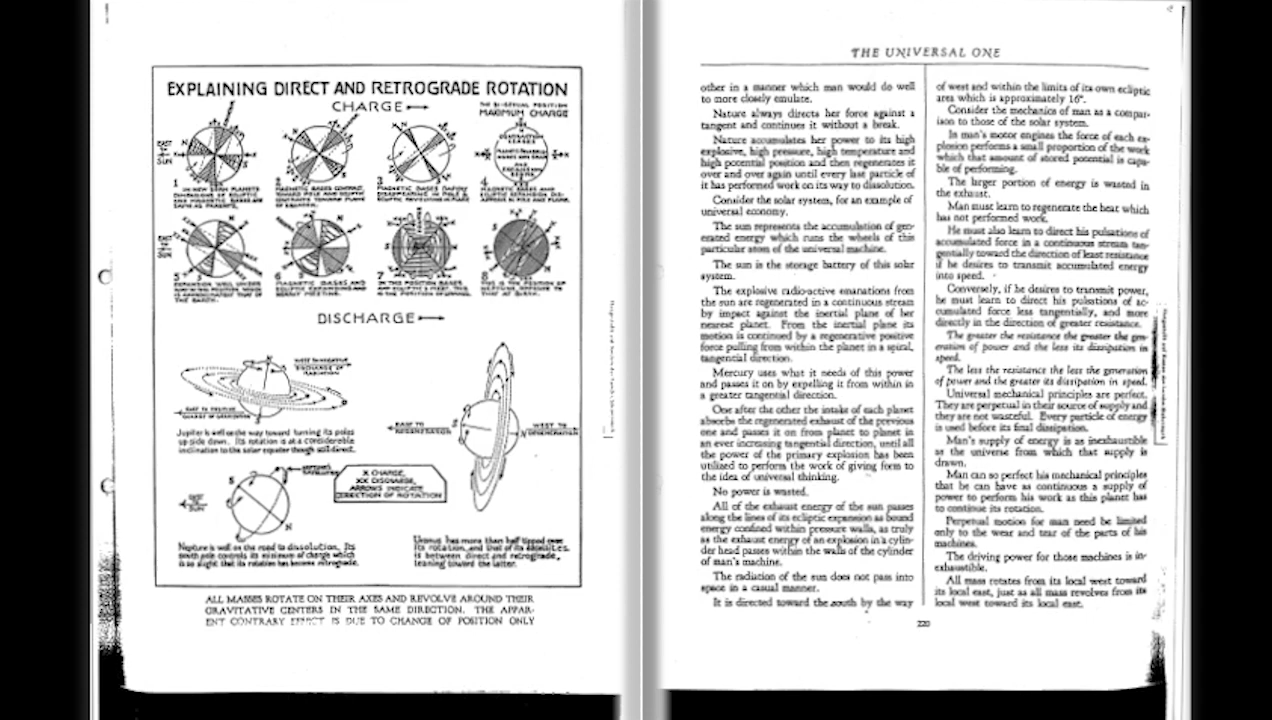 EXPLAINING DIRECT AND RETROGRADE ROTATION
CHARGE
THE BI-SEXUAL POSITION
MAXIMUM CHARGE
EAST TO SUN
1
2
3
4
5
6
7
8
DISCHARGE
Jupiter is well on the way toward turning its poles
up side down. Its rotation is at a considerable
inclination to the solar equator though still direct.
X CHARGE,
XX DISCHARGE,
ARROWS INDICATE
DIRECTION OF ROTATION
EAST TO SUN
S
N
Neptune is well on the road to dissolution. Its
south pole controls its minimum of charge which
is so slight that its rotation has become retrograde.
Uranus has more than half tipped over
Its rotation, and that of its satellites,
is between direct and retrograde,
leaning toward the latter.
ALL MASSES ROTATE ON THEIR AXES AND REVOLVE AROUND THEIR
GRAVITATIVE CENTERS IN THE SAME DIRECTION. THE APPAR-
ENT CONTRARY EFFECT IS DUE TO CHANGE OF POSITION ONLY
THE UNIVERSAL ONE
other in a manner which man would do well
to more closely emulate.
Nature always directs her force against a
tangent and continues it without a break.
Nature accumulates her power to its high
explosive, high pressure, high temperature and
high potential position and then regenerates it
over and over again until every last particle of
it has performed work on its way to dissolution.
Consider the solar system, for an example of
universal economy.
The sun represents the accumulation of gen-
erated energy which runs the wheels of this
particular atom of the universal machine.
The sun is the storage battery of this solar
system.
The explosive radio-active emanations from
the sun are regenerated in a continuous stream
by impact against the inertial plane of her
nearest planet. From the inertial plane its
motion is continued by a regenerative positive
force pulling from within the planet in a spiral,
tangential direction.
Mercury uses what it needs of this power
and passes it on by expelling it from within in
a greater tangential direction.
One after the other the intake of each planet
absorbs the regenerated exhaust of the previous
one and passes it on from planet to planet in
an ever increasing tangential direction, until all
the power of the primary explosion has been
utilized to perform the work of giving form to
the idea of universal thinking.
No power is wasted.
All of the exhaust energy of the sun passes
along the lines of its ecliptic expansion as bound
energy confined within pressure walls, as truly
as the exhaust energy of an explosion in a cylin-
der head passes within the walls of the cylinder
of man's machine.
The radiation of the sun does not pass into
space in a casual manner.
It is directed toward the south by the way
of west and within the limits of its own ecliptic
area which is approximately 16°.
Consider the mechanics of man as a compar-
ison to those of the solar system.
In man's motor engines the force of each ex-
plosion performs a small proportion of the work
which that amount of stored potential is capa-
ble of performing.
The larger portion of energy is wasted in
the exhaust.
Man must learn to regenerate the heat which
has not performed work.
He must also learn to direct his pulsations of
accumulated force in a continuous stream tan-
gentially toward the direction of least resistance
if he desires to transmit accumulated energy
into speed.
Conversely, if he desires to transmit power,
he must learn to direct his pulsations of ac-
cumulated force less tangentially, and more
directly in the direction of greater resistance.
The greater the resistance the greater the gen-
eration of power and the less its dissipation in
speed.
The less the resistance the less the generation
of power and the greater its dissipation in speed.
Universal mechanical principles are perfect.
They are perpetual in their source of supply and
they are not wasteful. Every particle of energy
is used before its final dissipation.
Man's supply of energy is as inexhaustible
as the universe from which that supply is
drawn.
Man can so perfect his mechanical principles
that he can have as continuous a supply of
power to perform his work as this planet has
to continue its rotation.
Perpetual motion for man need be limited
only to the wear and tear of the parts of his
machines.
The driving power for those machines is in-
exhaustible.
All mass rotates from its local west toward
its local east, just as all mass revolves from its
local west toward its local east.
220